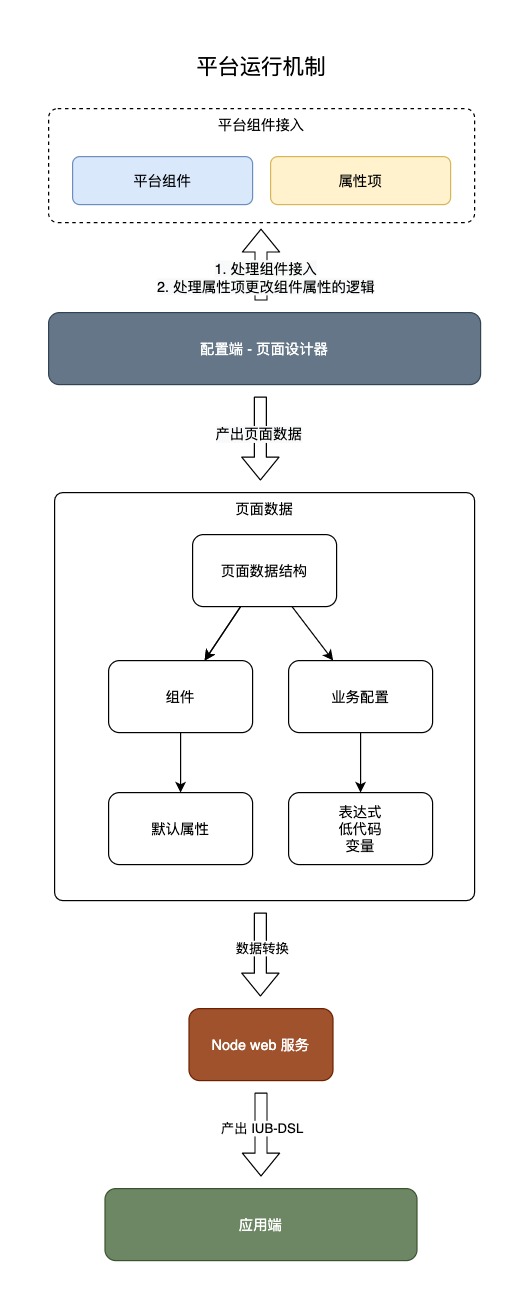 平台运行机制
平台组件接入
平台组件
属性项
1. 处理组件接入
2. 处理属性项更改组件属性的逻辑
配置端 - 页面设计器
产出页面数据
页面数据
页面数据结构
组件
业务配置
默认属性
表达式
低代码
变量
数据转换
Node web 服务
产出 IUB-DSL
应用端